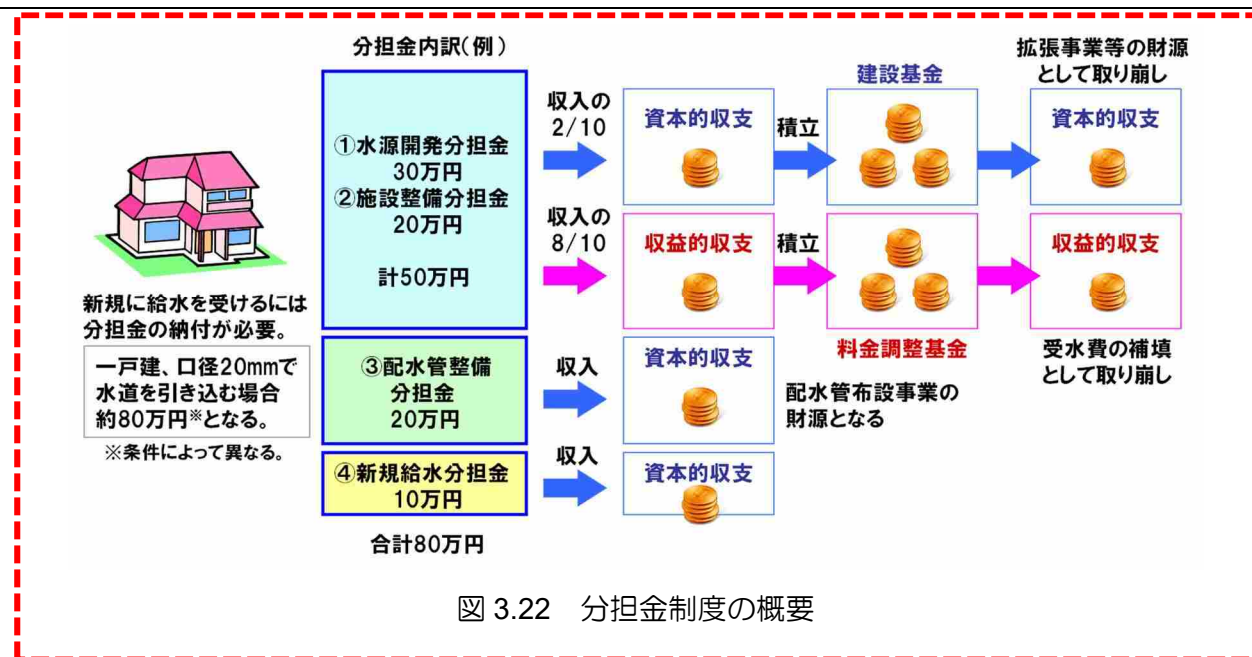 分担金内訳(例)
①水源開発分担金
30万円
②施設整備分担金
20万円
計50万円
③配水管整備
分担金
20万円
④新規給水分担金
10万円
合計80万円
新規に給水を受けるには
分担金の納付が必要。
一戸建、口径20mmで
水道を引き込む場合
約80万円※となる。
※条件によって異なる。
収入の
2/10
資本的収支
積立
建設基金
拡張事業等の財源
として取り崩し
資本的収支
収入の
8/10
収益的収支
積立
料金調整基金
収益的収支
受水費の補填
として取り崩し
収入
資本的収支
配水管布設事業の
財源となる
収入
資本的収支
図 3.22 分担金制度の概要